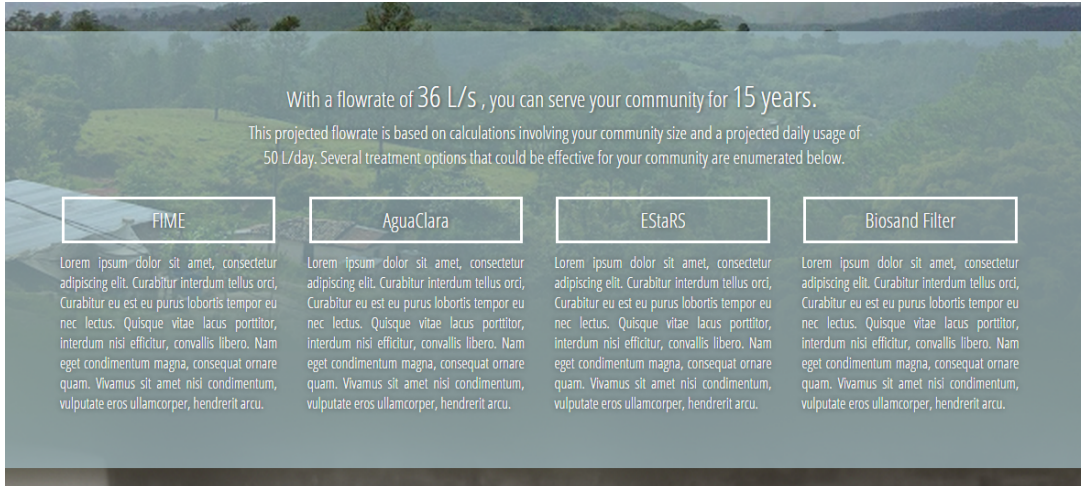 With a flowrate of 36 L/s , you can serve your community for 15 years.
This projected flowrate is based on calculations involving your community size and a projected daily usage of
50 L/day. Several treatment options that could be effective for your community are enumerated below.
FIME
Lorem ipsum dolor sit amet, consectetur
adipiscing elit. Curabitur interdum tellus orci,
Curabitur eu est eu purus lobortis tempor eu
nec lectus. Quisque vitae lacus porttitor,
interdum nisi efficitur, convallis libero. Nam
eget condimentum magna, consequat ornare
quam. Vivamus sit amet nisi condimentum,
vulputate eros ullamcorper, hendrerit arcu.
AguaClara
Lorem ipsum dolor sit amet, consectetur
adipiscing elit. Curabitur interdum tellus orci,
Curabitur eu est eu purus lobortis tempor eu
nec lectus. Quisque vitae lacus porttitor,
interdum nisi efficitur, convallis libero. Nam
eget condimentum magna, consequat ornare
quam. Vivamus sit amet nisi condimentum,
vulputate eros ullamcorper, hendrerit arcu.
EStaRS
Lorem ipsum dolor sit amet, consectetur
adipiscing elit. Curabitur interdum tellus orci,
Curabitur eu est eu purus lobortis tempor eu
nec lectus. Quisque vitae lacus porttitor,
interdum nisi efficitur, convallis libero. Nam
eget condimentum magna, consequat ornare
quam. Vivamus sit amet nisi condimentum,
vulputate eros ullamcorper, hendrerit arcu.
Biosand Filter
Lorem ipsum dolor sit amet, consectetur
adipiscing elit. Curabitur interdum tellus orci,
Curabitur eu est eu purus lobortis tempor eu
nec lectus. Quisque vitae lacus porttitor,
interdum nisi efficitur, convallis libero. Nam
eget condimentum magna, consequat ornare
quam. Vivamus sit amet nisi condimentum,
vulputate eros ullamcorper, hendrerit arcu.